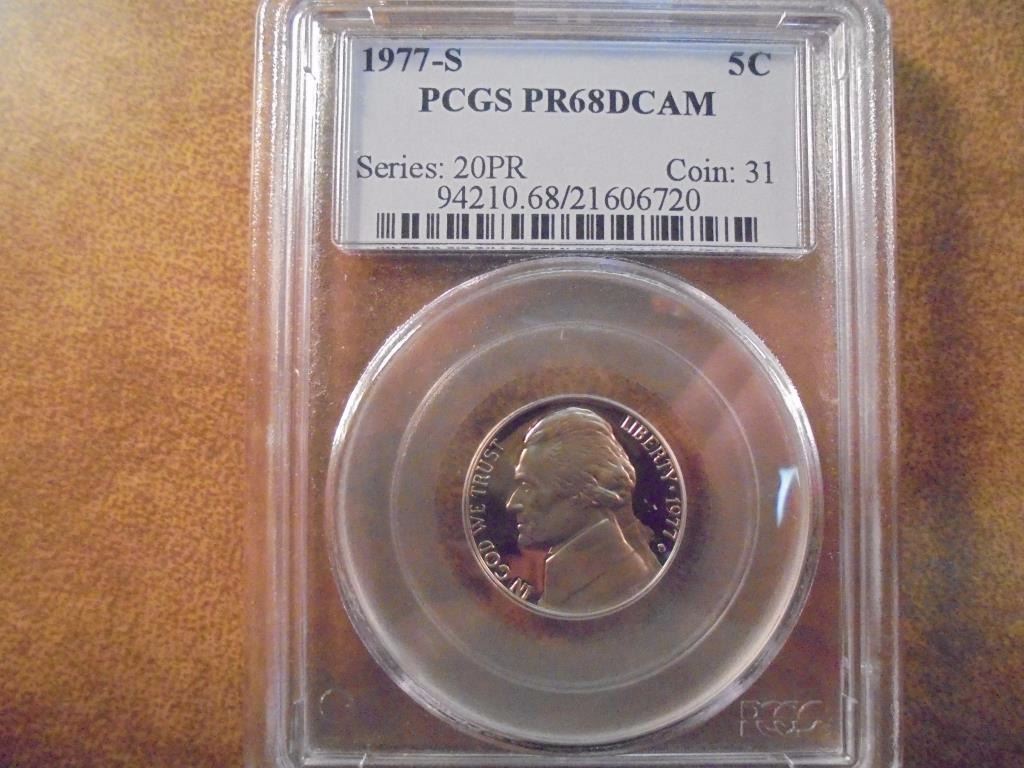 1977-S 5C
PCGS PR68DCAM
Series: 20PR Coin: 31
94210.68/21606720
IN GOD WE TRUST
LIBERTY · 1977
PCGS